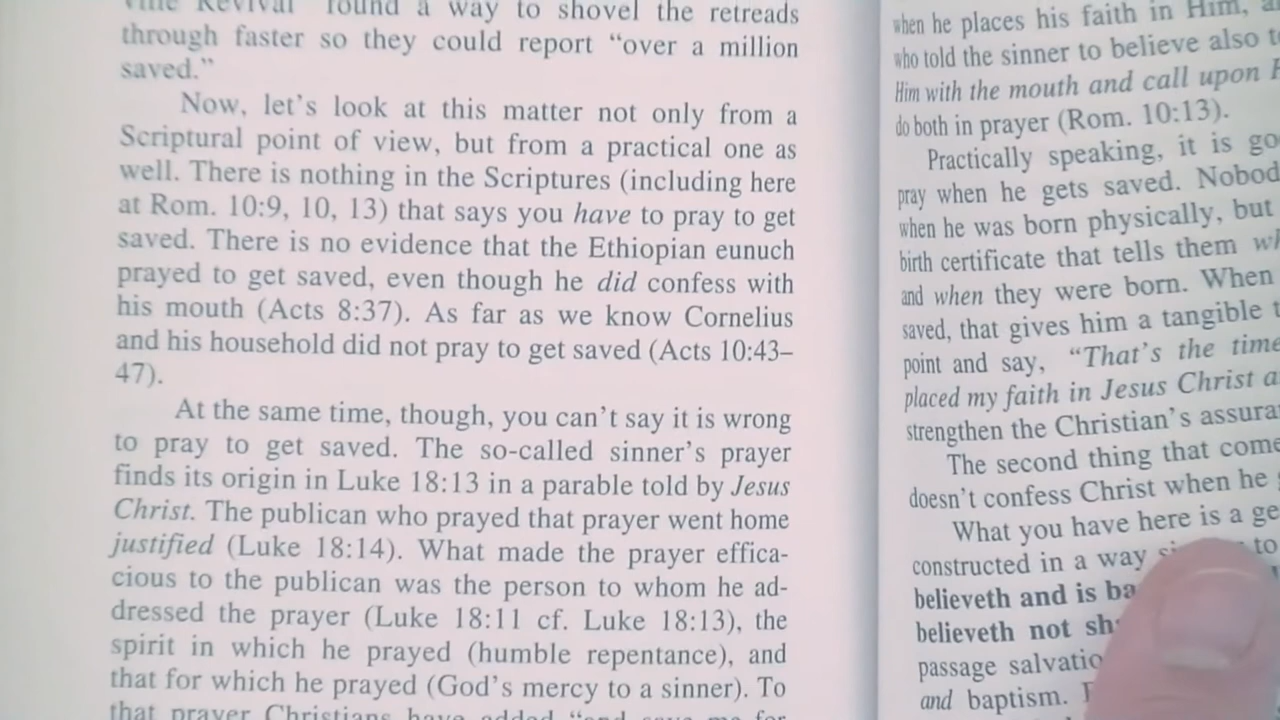 Revival" found a way to shovel the retreads
through faster so they could report "over a million
saved."
Now, let's look at this matter not only from a
Scriptural point of view, but from a practical one as
well. There is nothing in the Scriptures (including here
at Rom. 10:9, 10, 13) that says you have to pray to get
saved. There is no evidence that the Ethiopian eunuch
prayed to get saved, even though he did confess with
his mouth (Acts 8:37). As far as we know Cornelius
and his household did not pray to get saved (Acts 10:43–
47).
At the same time, though, you can't say it is wrong
to pray to get saved. The so-called sinner's prayer
finds its origin in Luke 18:13 in a parable told by Jesus
Christ. The publican who prayed that prayer went home
justified (Luke 18:14). What made the prayer effica-
cious to the publican was the person to whom he ad-
dressed the prayer (Luke 18:11 cf. Luke 18:13), the
spirit in which he prayed (humble repentance), and
that for which he prayed (God's mercy to a sinner). To
that prayer Christians have added "and save me for
when he places his faith in Him,
who told the sinner to believe also
Him with the mouth and call upon
do both in prayer (Rom. 10:13).
Practically speaking, it is
pray when he gets saved.
when he was born physically, but
birth certificate that tells them
and when they were born. When
saved, that gives him a tangible
point and say, "That's the time
placed my faith in Jesus Christ
strengthen the Christian's
The second thing that
doesn't confess Christ when he
What you have here is a
constructed in a way to
believeth and is
believeth not
passage
and baptism.